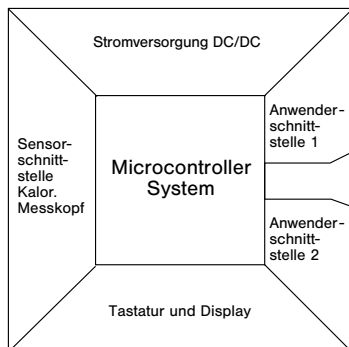 Stromversorgung DC/DC
Sensor-
schnitt-
stelle
Kalor.
Messkopf
Microcontroller
System
Anwender-
schnitt-
stelle 1
Anwender-
schnitt-
stelle 2
Tastatur und Display